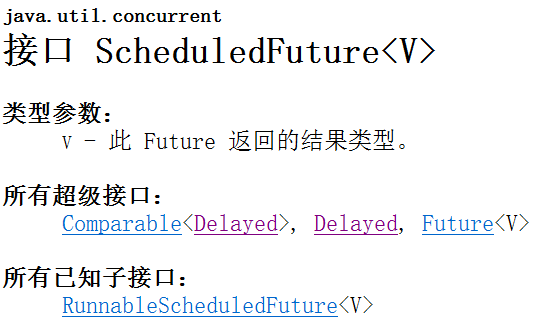 java.util.concurrent
接口 ScheduledFuture<V>
类型参数：
V - 此 Future 返回的结果类型。
所有超级接口：
Comparable<Delayed>, Delayed, Future<V>
所有已知子接口：
RunnableScheduledFuture<V>